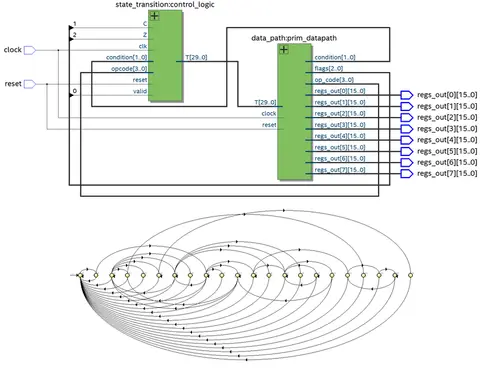 state_transition:control_logic
1
C
2
Z
clock
clk
condition[1..0]
T[29..0]
opcode[3..0]
reset
reset
0
valid
data_path:prim_datapath
condition[1..0]
flags[2..0]
op_code[3..0]
regs_out[0][15..0]
regs_out[1][15..0]
T[29..0]
regs_out[2][15..0]
clock
regs_out[3][15..0]
reset
regs_out[4][15..0]
regs_out[5][15..0]
regs_out[6][15..0]
regs_out[7][15..0]
regs_out[0][15..0]
regs_out[1][15..0]
regs_out[2][15..0]
regs_out[3][15..0]
regs_out[4][15..0]
regs_out[5][15..0]
regs_out[6][15..0]
regs_out[7][15..0]